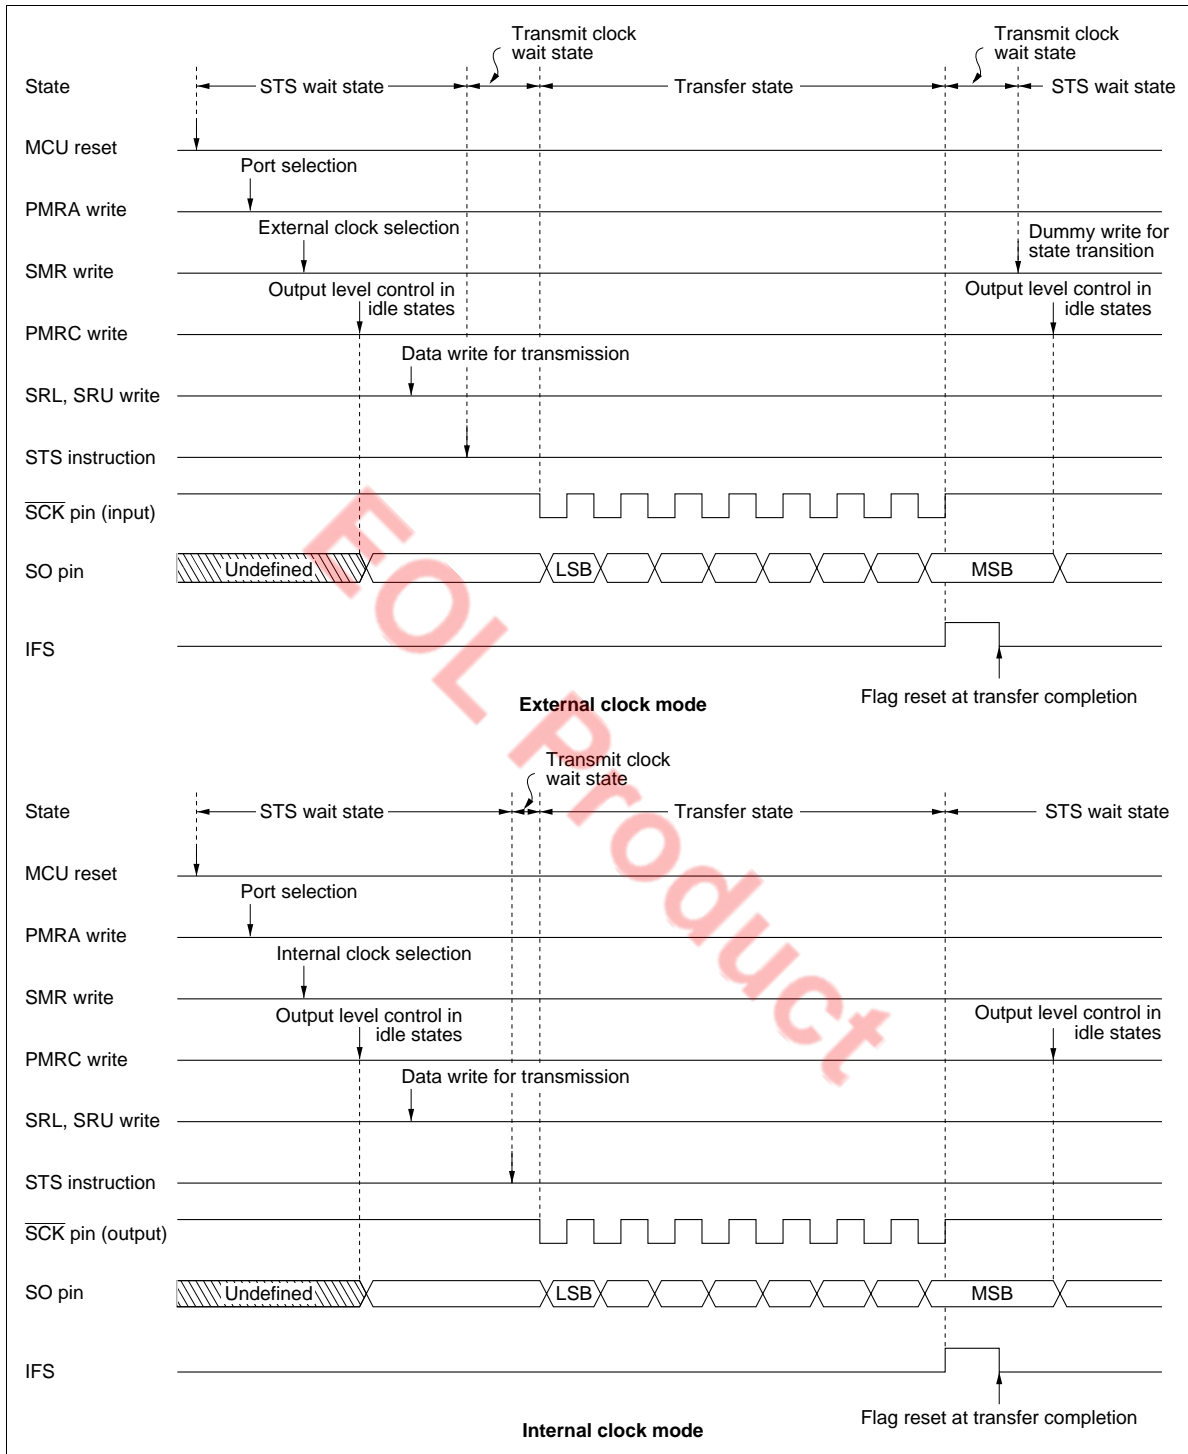 Transmit clock
wait state
Transmit clock
wait state
State
STS wait state
Transfer state
STS wait state
MCU reset
Port selection
PMRA write
External clock selection
Dummy write for
state transition
SMR write
Output level control in
idle states
Output level control in
idle states
PMRC write
Data write for transmission
SRL, SRU write
STS instruction
SCK pin (input)
SO pin
Undefined
LSB
MSB
IFS
Flag reset at transfer completion
External clock mode
Transmit clock
wait state
State
STS wait state
Transfer state
STS wait state
MCU reset
Port selection
PMRA write
Internal clock selection
SMR write
Output level control in
idle states
Output level control in
idle states
PMRC write
Data write for transmission
SRL, SRU write
STS instruction
SCK pin (output)
SO pin
Undefined
LSB
MSB
IFS
Flag reset at transfer completion
Internal clock mode
EOL Product